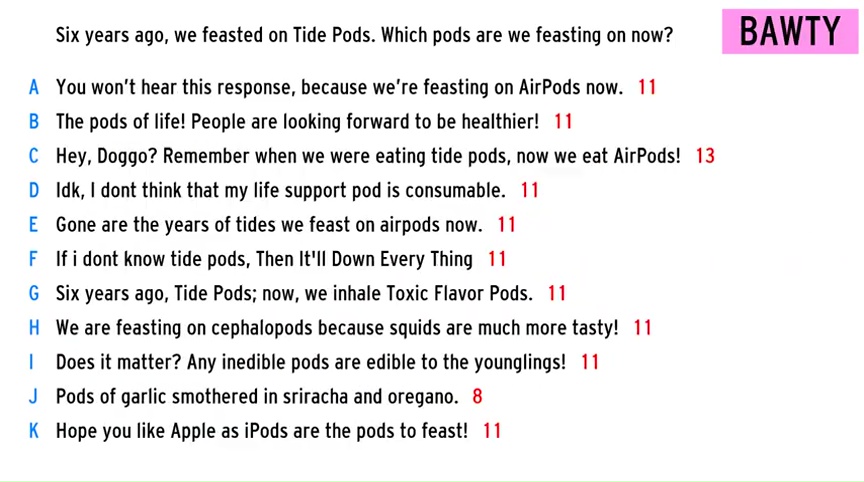 Six years ago, we feasted on Tide Pods. Which pods are we feasting on now?
BAWTY
A You won't hear this response, because we're feasting on AirPods now. 11
B The pods of life! People are looking forward to be healthier! 11
C Hey, Doggo? Remember when we were eating tide pods, now we eat AirPods! 13
D Idk, I dont think that my life support pod is consumable. 11
E Gone are the years of tides we feast on airpods now. 11
F If i dont know tide pods, Then It'll Down Every Thing 11
G Six years ago, Tide Pods; now, we inhale Toxic Flavor Pods. 11
H We are feasting on cephalopods because squids are much more tasty! 11
I Does it matter? Any inedible pods are edible to the younglings! 11
J Pods of garlic smothered in sriracha and oregano. 8
K Hope you like Apple as iPods are the pods to feast! 11